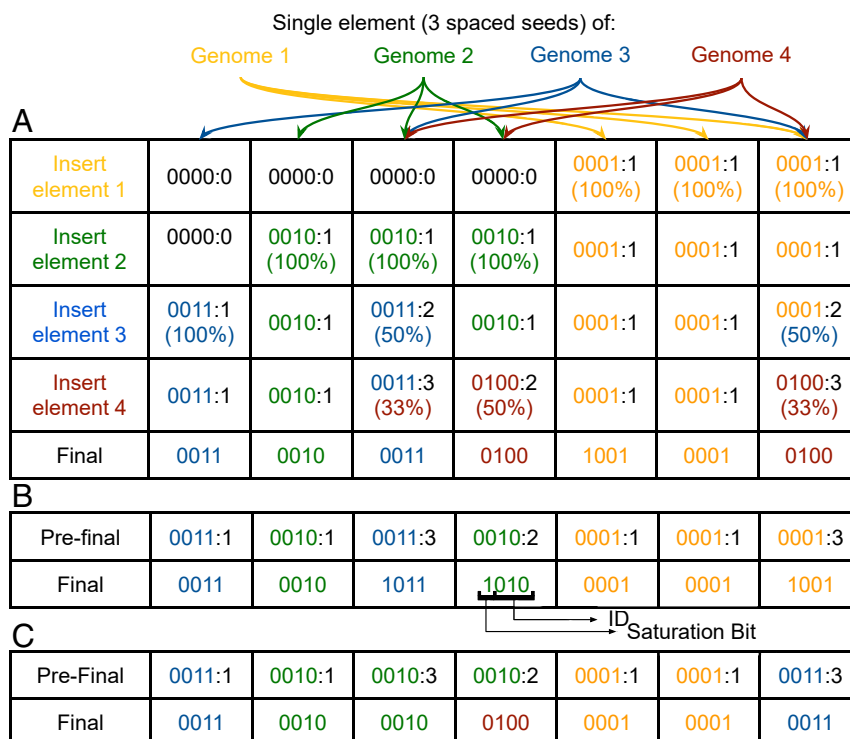 Single element (3 spaced seeds) of:
Genome 1 Genome 2 Genome 3 Genome 4
A
Insert element 1 0000:0 0000:0 0000:0 0000:0 0001:1 (100%) 0001:1 (100%) 0001:1 (100%)
Insert element 2 0000:0 0010:1 (100%) 0010:1 (100%) 0010:1 (100%) 0001:1 0001:1 0001:1
Insert element 3 0011:1 (100%) 0010:1 0011:2 (50%) 0010:1 0001:1 0001:1 0001:2 (50%)
Insert element 4 0011:1 0010:1 0011:3 (33%) 0100:2 (50%) 0001:1 0001:1 0100:3 (33%)
Final 0011 0010 0011 0100 1001 0001 0100
B
Pre-final 0011:1 0010:1 0011:3 0010:2 0001:1 0001:1 0001:3
Final 0011 0010 1011 1010 0001 0001 1001
ID
Saturation Bit
C
Pre-Final 0011:1 0010:1 0010:3 0010:2 0001:1 0001:1 0011:3
Final 0011 0010 0010 0100 0001 0001 0011